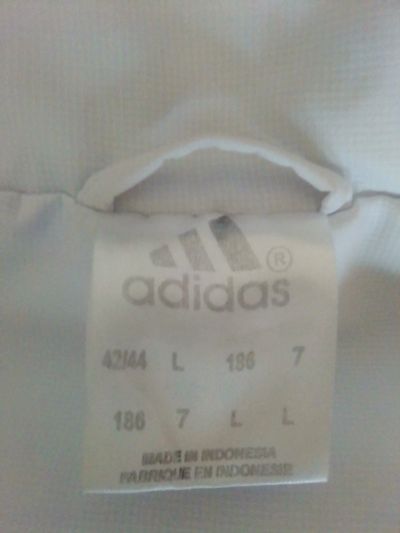 adidas®
42/44 L 186 7
186 7 L L
MADE IN INDONESIA
FABRIQUE EN INDONESIE